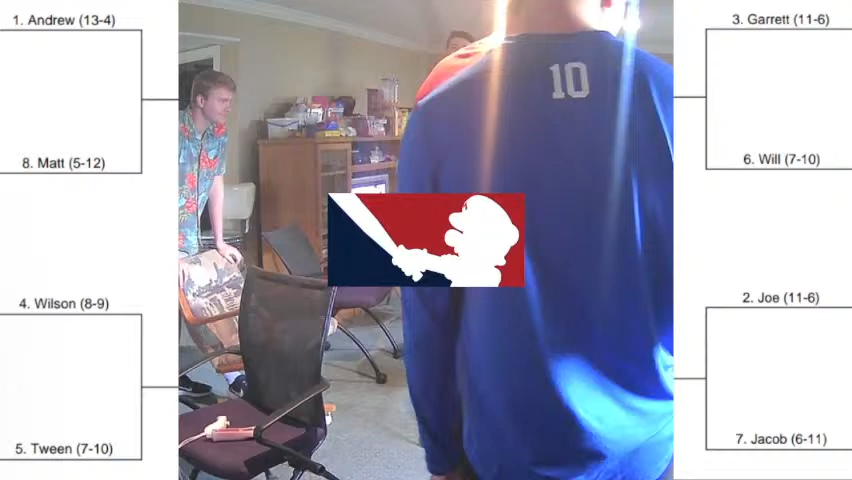 1. Andrew (13-4)
8. Matt (5-12)
4. Wilson (8-9)
5. Tween (7-10)
10
3. Garrett (11-6)
6. Will (7-10)
2. Joe (11-6)
7. Jacob (6-11)